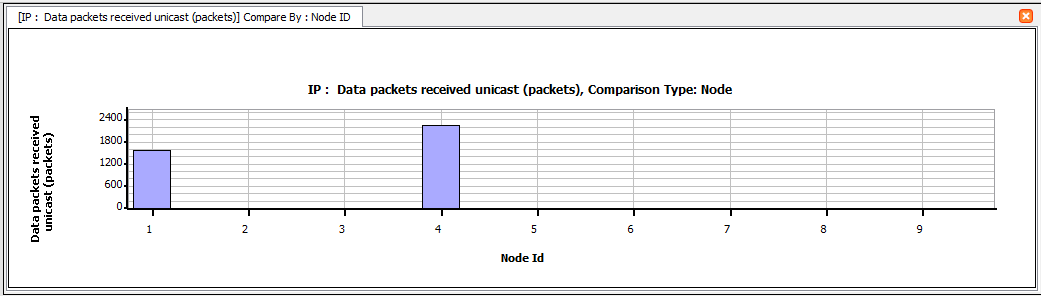 [IP :  Data packets received unicast (packets)] Compare By : Node ID
IP :  Data packets received unicast (packets), Comparison Type: Node
Data packets received
unicast (packets)
2400
1800
1200
600
0
1 2 3 4 5 6 7 8 9
Node Id